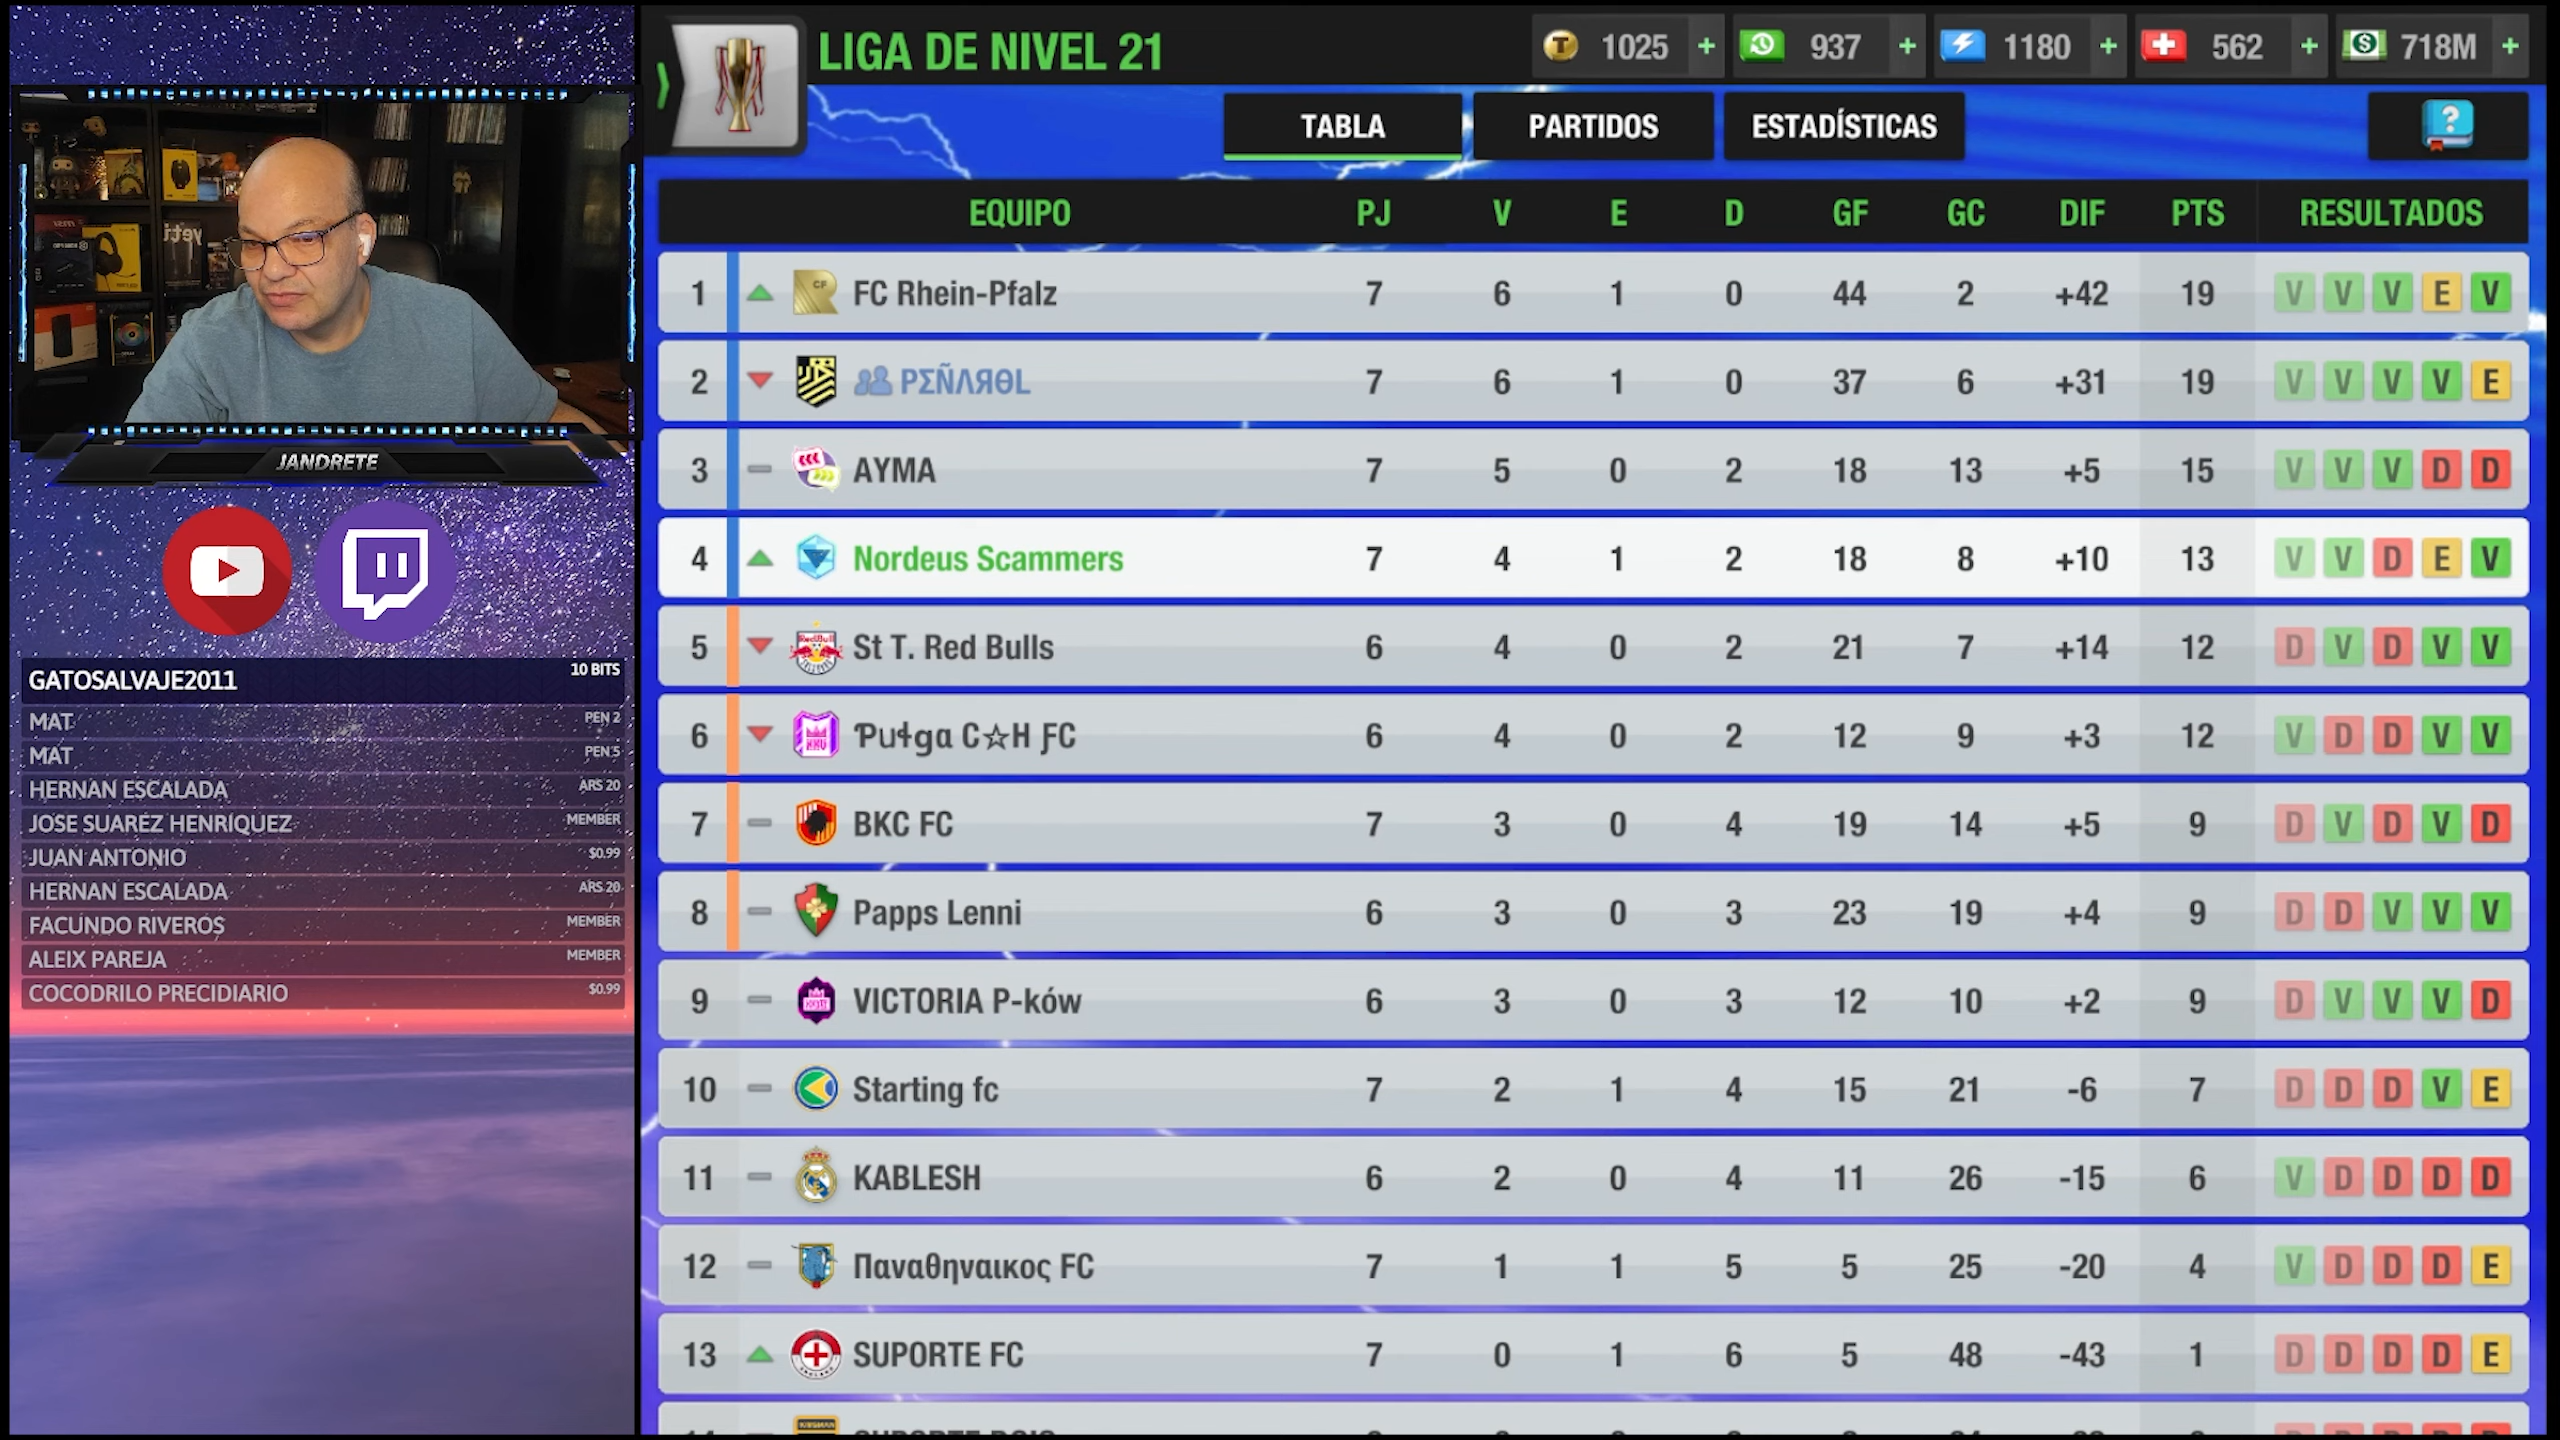 LIGA DE NIVEL 21
1025 + 937 + 1180 + 562 + 718M +
TABLA PARTIDOS ESTADÍSTICAS
EQUIPO PJ V E D GF GC DIF PTS RESULTADOS
1 FC Rhein-Pfalz 7 6 1 0 44 2 +42 19 V V V E V
2 PΣÑΛЯθL 7 6 1 0 37 6 +31 19 V V V V E
3 AYMA 7 5 0 2 18 13 +5 15 V V V D D
4 Nordeus Scammers 7 4 1 2 18 8 +10 13 V V D E V
5 St T. Red Bulls 6 4 0 2 21 7 +14 12 D V D V V
6 Ƥuɬgɑ C☆H ƑC 6 4 0 2 12 9 +3 12 V D D V V
7 BKC FC 7 3 0 4 19 14 +5 9 D V D V D
8 Papps Lenni 6 3 0 3 23 19 +4 9 D D V V V
9 VICTORIA P-ków 6 3 0 3 12 10 +2 9 D V V V D
10 Starting fc 7 2 1 4 15 21 -6 7 D D D V E
11 KABLESH 6 2 0 4 11 26 -15 6 V D D D D
12 Παναθηναικος FC 7 1 1 5 5 25 -20 4 V D D D E
13 SUPORTE FC 7 0 1 6 5 48 -43 1 D D D D E
JANDRETE
GATOSALVAJE2011 10 BITS
MAT PEN 2
MAT PEN 5
HERNAN ESCALADA ARS 20
JOSE SUAREZ HENRIQUEZ MEMBER
JUAN ANTONIO $0.99
HERNAN ESCALADA ARS 20
FACUNDO RIVEROS MEMBER
ALEIX PAREJA MEMBER
COCODRILO PRECIDIARIO $0.99